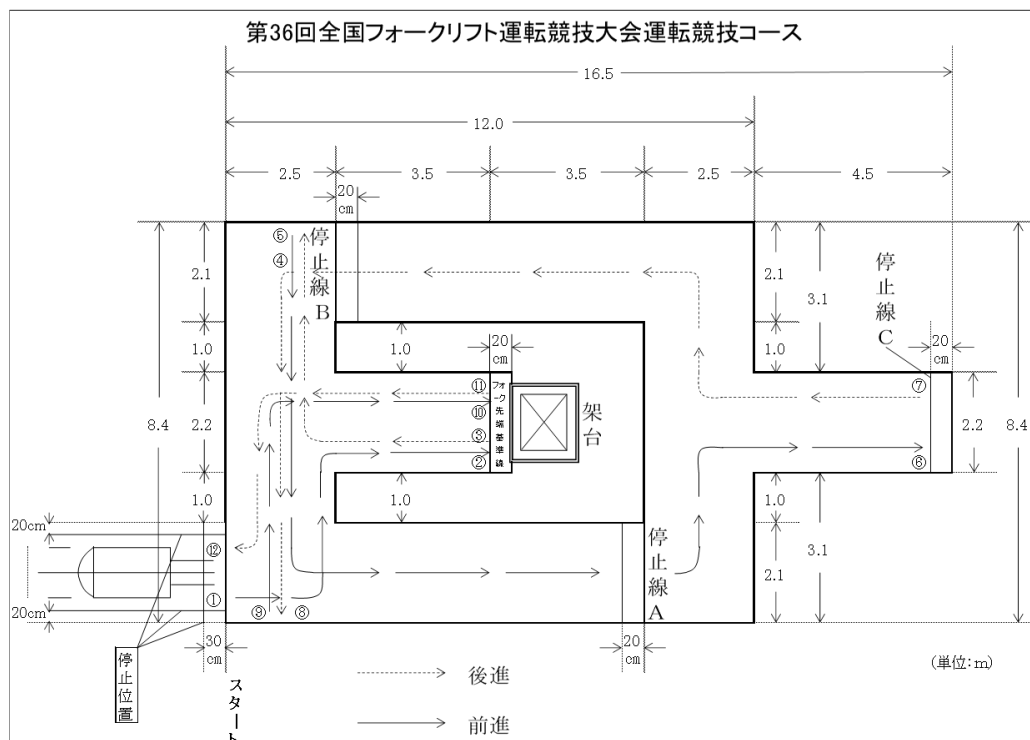 第36回全国フォークリフト運転競技大会運転競技コース
16.5
12.0
2.5
3.5
3.5
2.5
4.5
20
cm
⑤
④
停止線B
2.1
2.1
3.1
停止線C
1.0
1.0
20
cm
1.0
20
cm
⑦
8.4
2.2
⑪
⑩
③
②
フォーク先端基準線
架台
2.2
8.4
⑥
1.0
1.0
1.0
20cm
⑫
①
⑨
⑧
停止線A
2.1
3.1
20cm
30
cm
20
cm
停止位置
スタート
後進
前進
(単位:m)